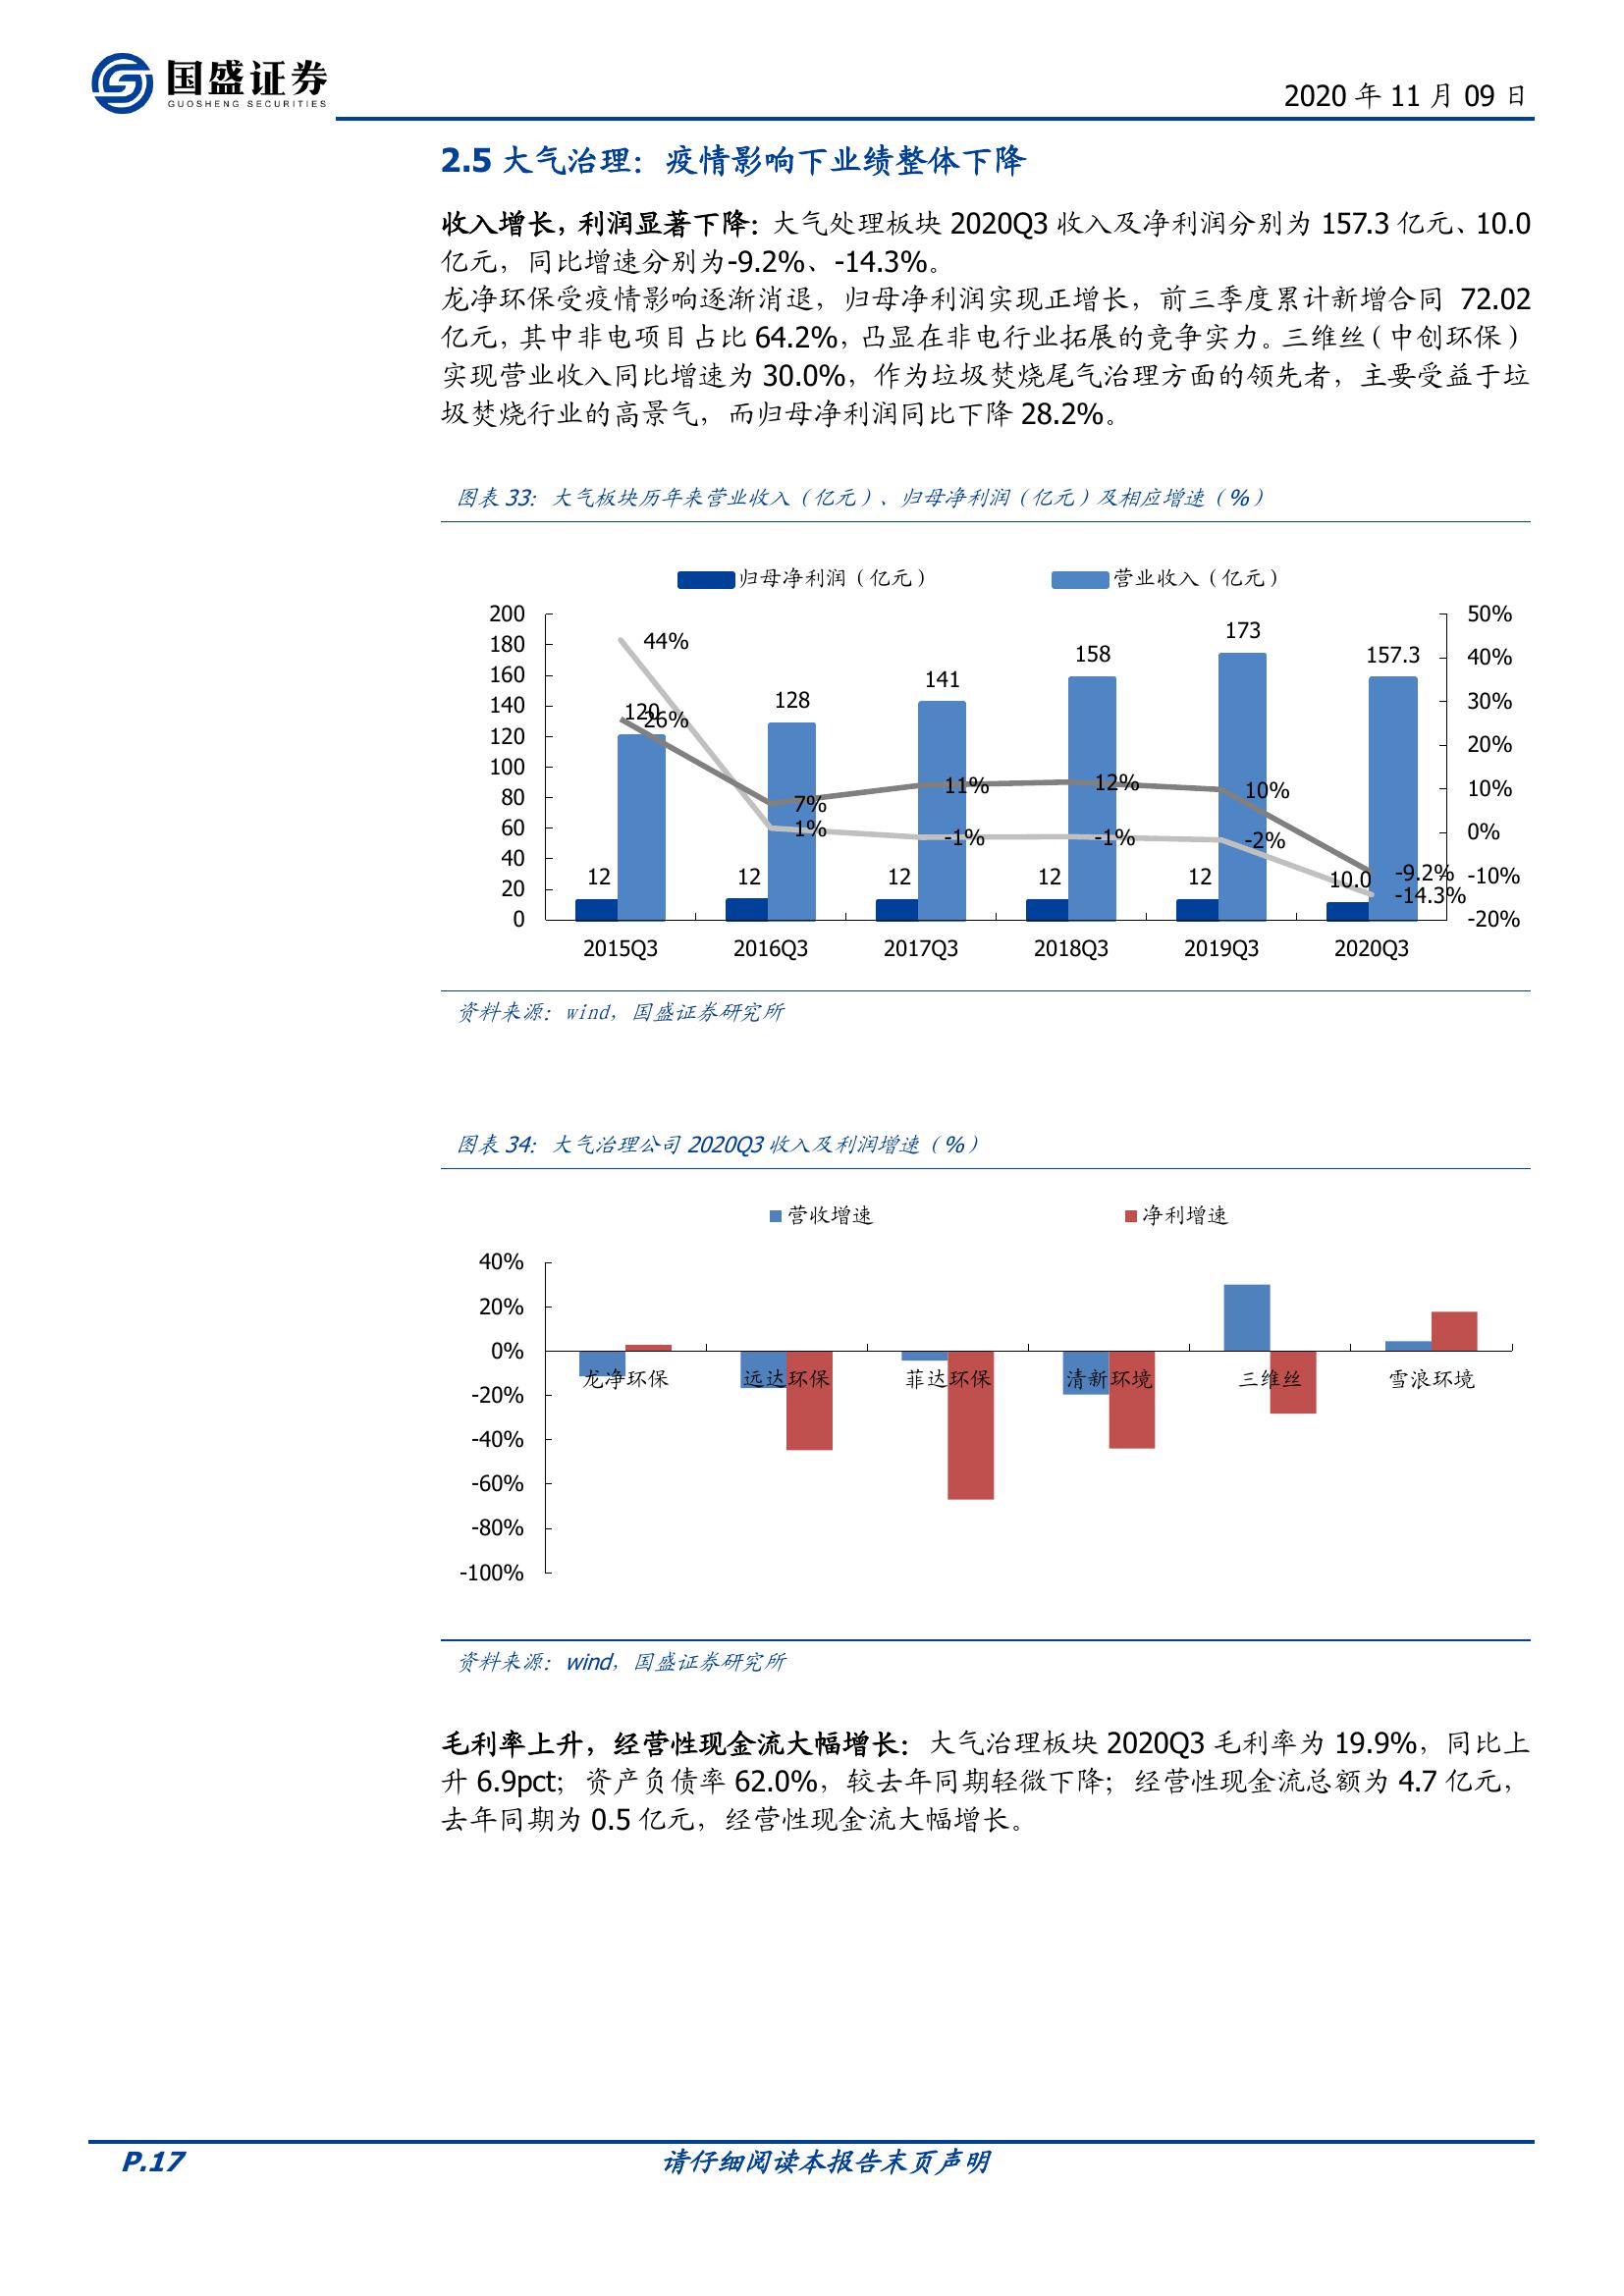 国盛证券
GUOSHENG SECURITIES
2020 年 11 月 09 日
2.5 大气治理：疫情影响下业绩整体下降
收入增长，利润显著下降：大气处理板块 2020Q3 收入及净利润分别为 157.3 亿元、10.0
亿元，同比增速分别为-9.2%、-14.3%。
龙净环保受疫情影响逐渐消退，归母净利润实现正增长，前三季度累计新增合同 72.02
亿元，其中非电项目占比 64.2%，凸显在非电行业拓展的竞争实力。三维丝（中创环保）
实现营业收入同比增速为 30.0%，作为垃圾焚烧尾气治理方面的领先者，主要受益于垃
圾焚烧行业的高景气，而归母净利润同比下降 28.2%。
图表 33：大气板块历年来营业收入（亿元）、归母净利润（亿元）及相应增速（%）
归母净利润（亿元） 营业收入（亿元）
200
180
160
140
120
100
80
60
40
20
0
50%
40%
30%
20%
10%
0%
-10%
-20%
120 128 141 158 173 157.3
44% 1% -1% -1% -2% -14.3%
26% 7% 11% 12% 10% -9.2%
12 12 12 12 12 10.0
2015Q3 2016Q3 2017Q3 2018Q3 2019Q3 2020Q3
资料来源：wind，国盛证券研究所
图表 34：大气治理公司 2020Q3 收入及利润增速（%）
营收增速 净利增速
40%
20%
0%
-20%
-40%
-60%
-80%
-100%
龙净环保 远达环保 菲达环保 清新环境 三维丝 雪浪环境
资料来源：wind，国盛证券研究所
毛利率上升，经营性现金流大幅增长：大气治理板块 2020Q3 毛利率为 19.9%，同比上
升 6.9pct；资产负债率 62.0%，较去年同期轻微下降；经营性现金流总额为 4.7 亿元，
去年同期为 0.5 亿元，经营性现金流大幅增长。
P.17 请仔细阅读本报告末页声明